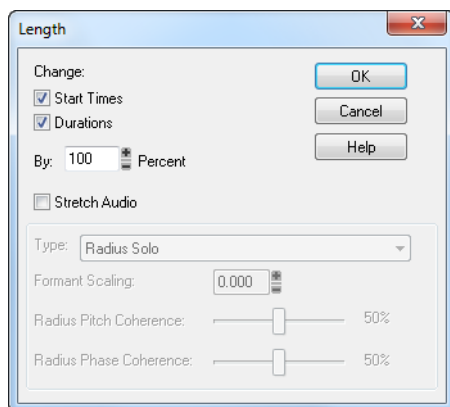 Length
Change:
OK
Start Times
Cancel
Durations
Help
By: 100 Percent
Stretch Audio
Type: Radius Solo
Formant Scaling: 0.000
Radius Pitch Coherence: 50%
Radius Phase Coherence: 50%